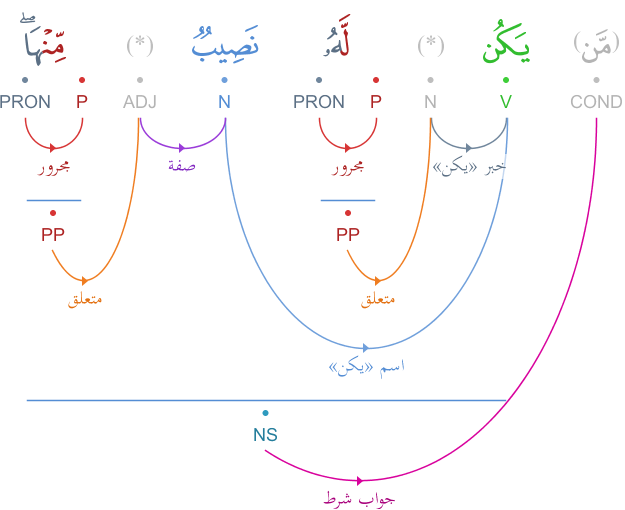 (مَّن) يَكُن (*) لَّهُۥ نَصِيبٌ (*) مِّنْهَا ۖ
COND V N P PRON N ADJ P PRON
خبر «يكن» مجرور صفة مجرور
PP PP
متعلق متعلق
اسم «يكن»
NS
جواب شرط